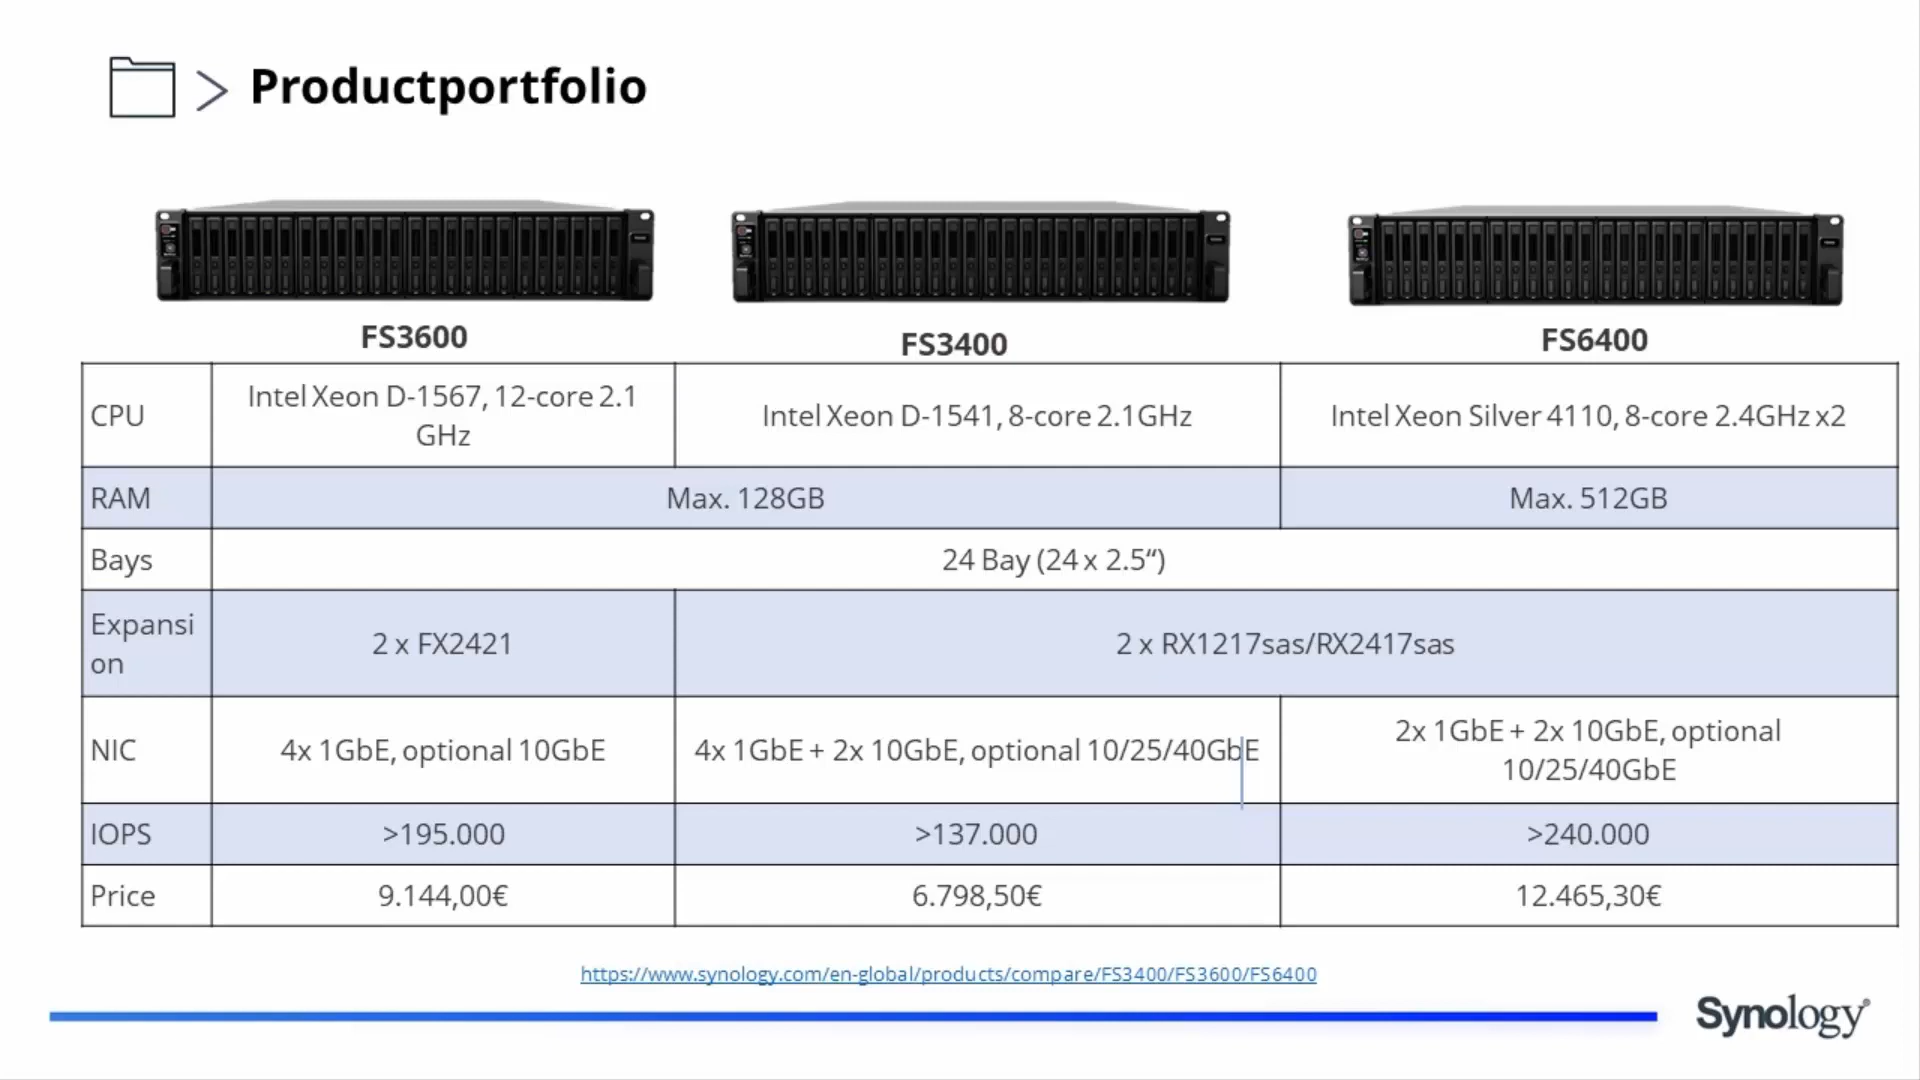 Productportfolio
FS3600
FS3400
FS6400
CPU
Intel Xeon D-1567, 12-core 2.1
GHz
Intel Xeon D-1541, 8-core 2.1GHz
Intel Xeon Silver 4110, 8-core 2.4GHz x2
RAM
Max. 128GB
Max. 512GB
Bays
24 Bay (24 x 2.5“)
Expansi
on
2 x FX2421
2 x RX1217sas/RX2417sas
NIC
4x 1GbE, optional 10GbE
4x 1GbE + 2x 10GbE, optional 10/25/40GbE
2x 1GbE + 2x 10GbE, optional
10/25/40GbE
IOPS
>195.000
>137.000
>240.000
Price
9.144,00€
6.798,50€
12.465,30€
https://www.synology.com/en-global/products/compare/FS3400/FS3600/FS6400
Synology®